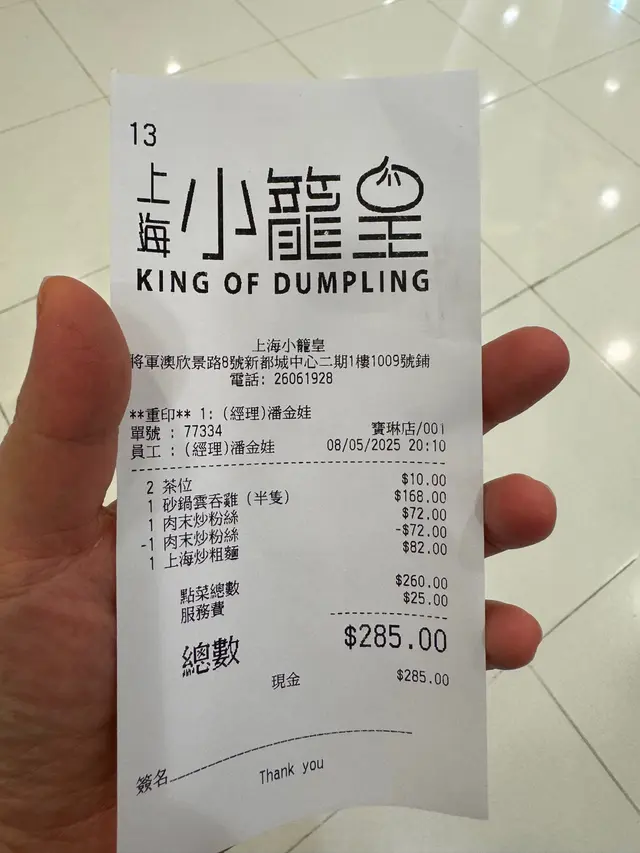 13
上海小籠皇
KING OF DUMPLING
上海小籠皇
將軍澳欣景路8號新都城中心二期1樓1009號鋪
電話: 26061928
**重印** 1: (經理)潘金娃
單號 : 77334 寶琳店/001
員工 : (經理)潘金娃 08/05/2025 20:10
2 茶位 $10.00
1 砂鍋雲吞雞 (半隻) $168.00
1 肉末炒粉絲 $72.00
-1 肉末炒粉絲 -$72.00
1 上海炒粗麵 $82.00
點菜總數 $260.00
服務費 $25.00
總數 $285.00
現金 $285.00
簽名
Thank you